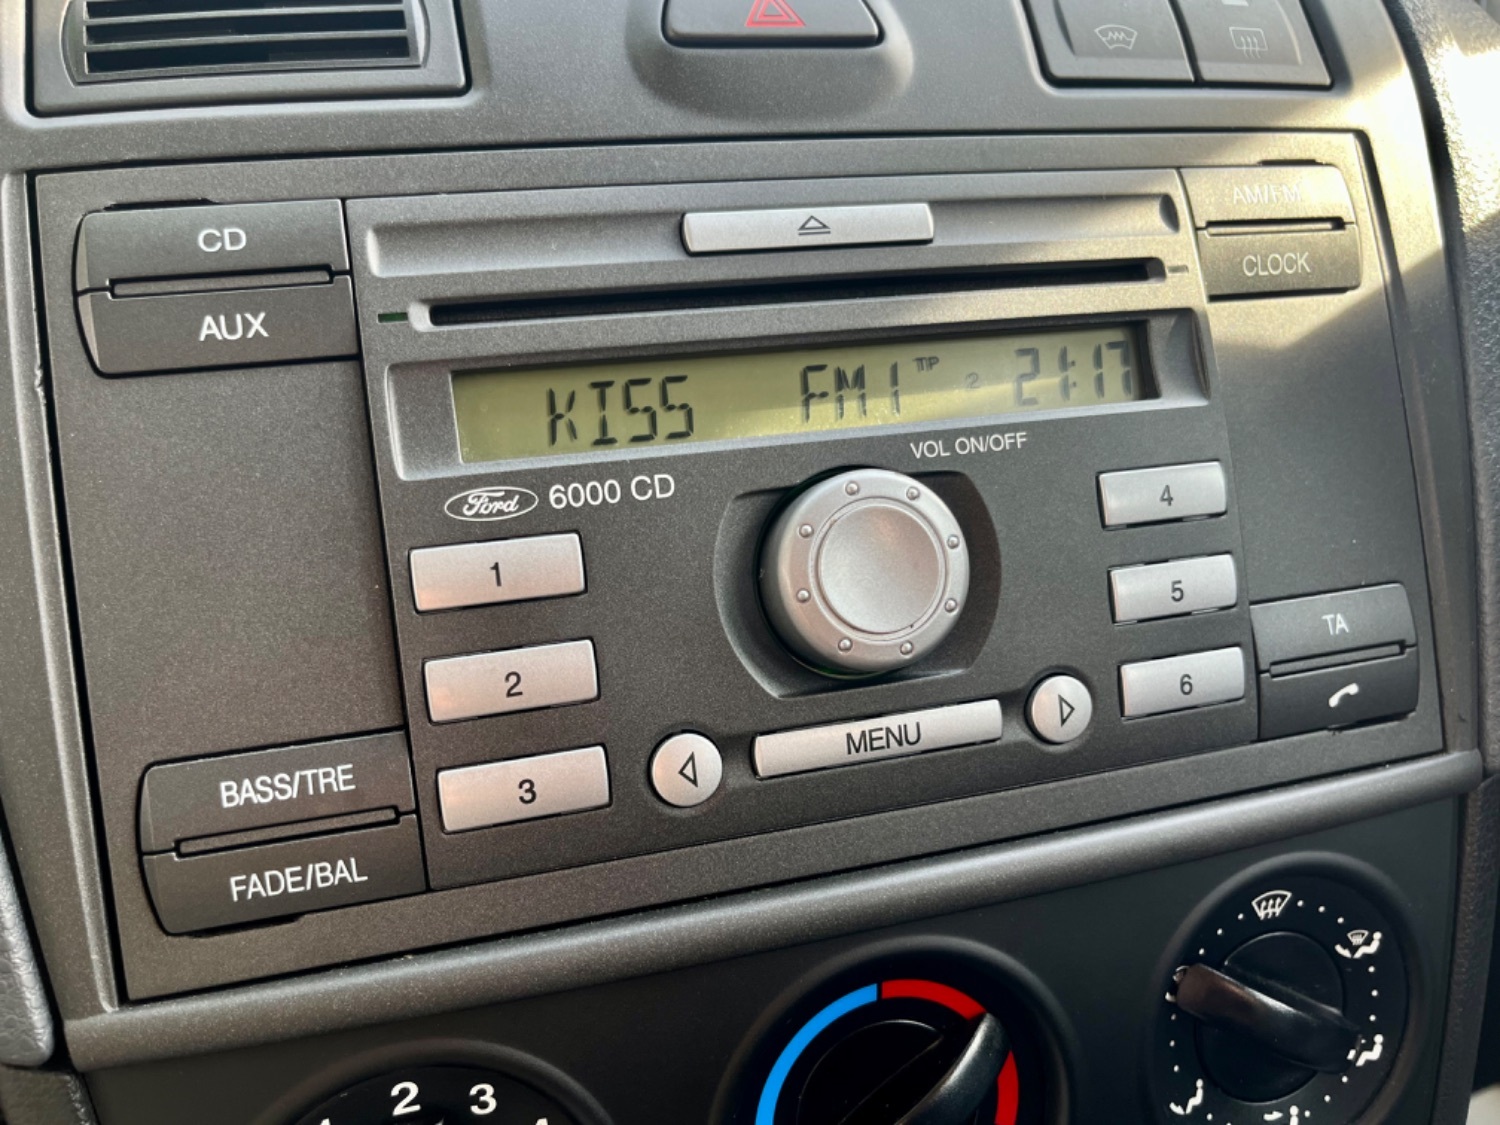 AM/FM
CD
CLOCK
AUX
KISS FM1 TP 2 21:17
VOL ON/OFF
Ford 6000 CD
4
1
5
TA
2
6
MENU
BASS/TRE
3
FADE/BAL
2 3